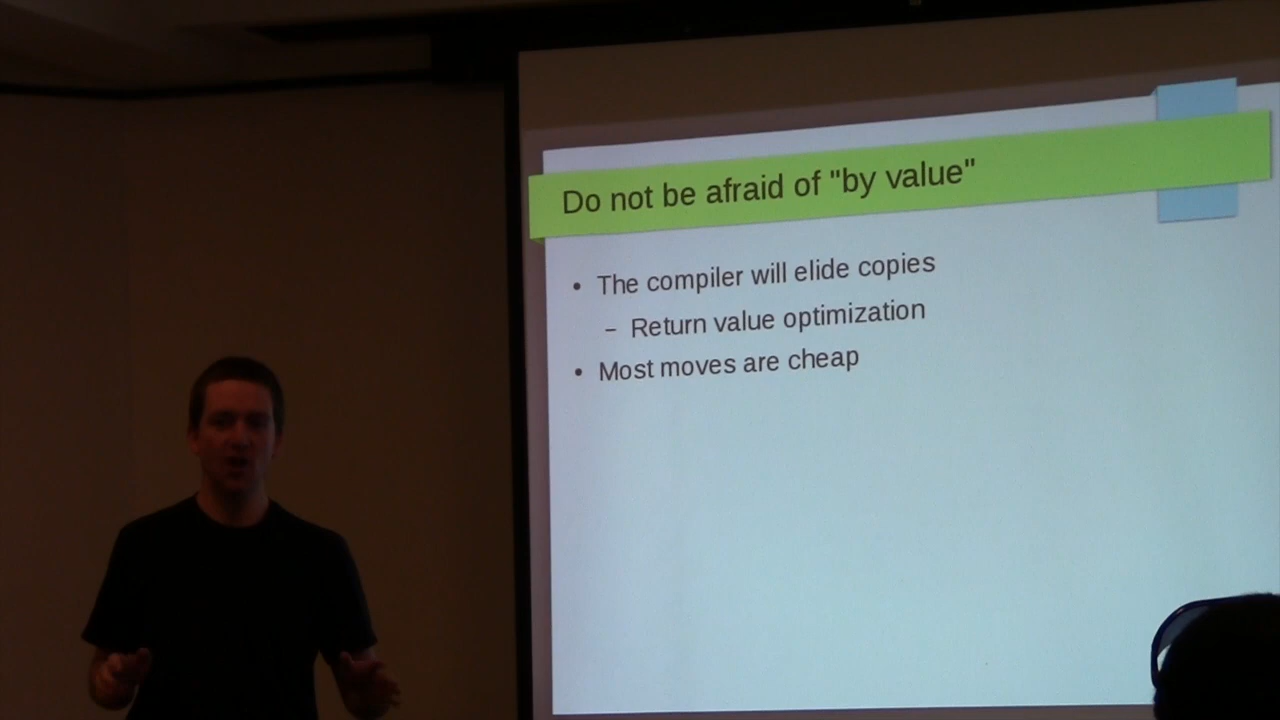 Do not be afraid of "by value"
• The compiler will elide copies
– Return value optimization
• Most moves are cheap